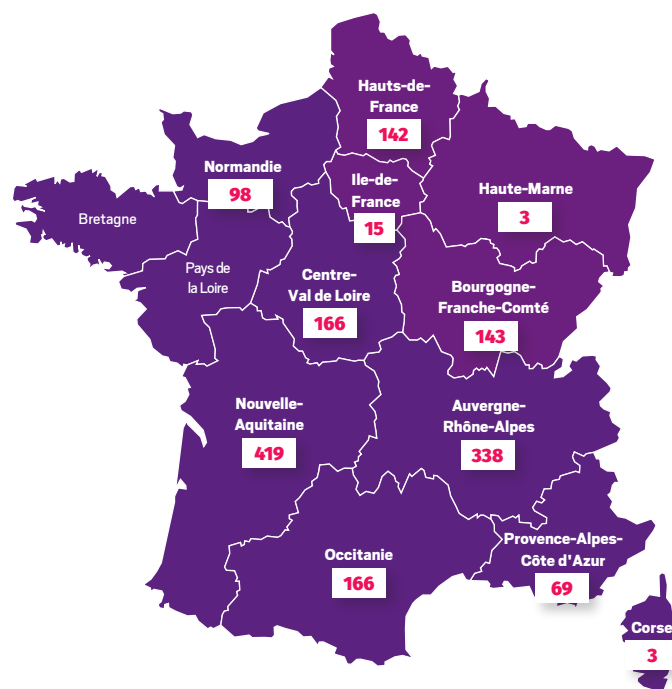 Hauts-de-
France
142
Normandie
98
Ile-de-
France
15
Haute-Marne
3
Bretagne
Pays de
la Loire
Centre-
Val de Loire
166
Bourgogne-
Franche-Comté
143
Nouvelle-
Aquitaine
419
Auvergne-
Rhône-Alpes
338
Occitanie
166
Provence-Alpes-
Côte d'Azur
69
Corse
3